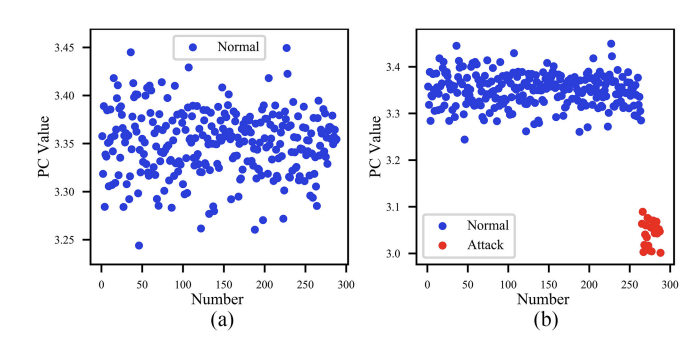 Normal
3.45
3.40
3.35
3.30
3.25
PC Value
0 50 100 150 200 250 300
Number
(a)
3.4
3.3
3.2
3.1
3.0
PC Value
Normal
Attack
0 50 100 150 200 250 300
Number
(b)